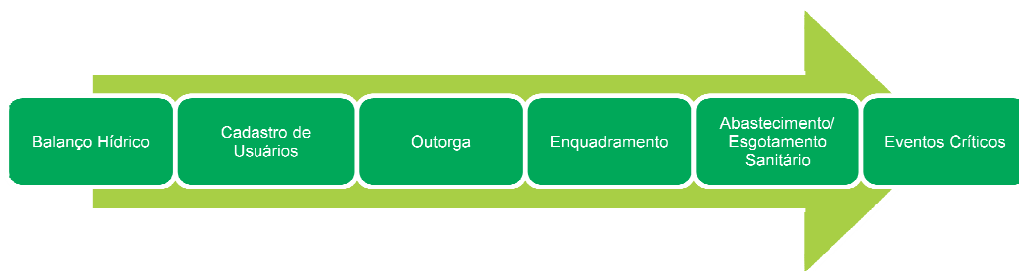 Balanço Hídrico
Cadastro de
Usuários
Outorga
Enquadramento
Abastecimento/
Esgotamento
Sanitário
Eventos Críticos